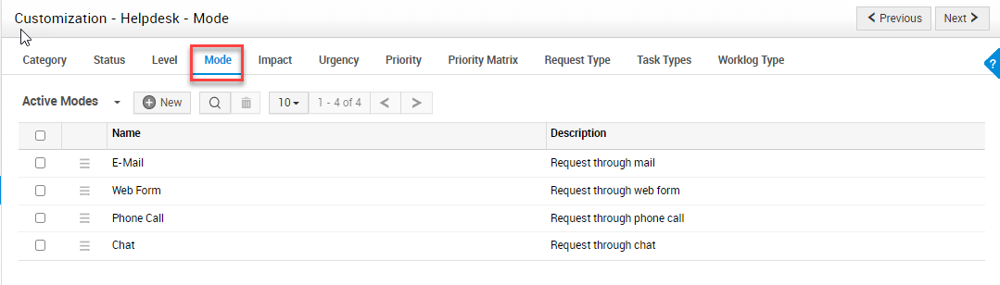 Customization - Helpdesk - Mode
Previous Next
Category Status Level Mode Impact Urgency Priority Priority Matrix Request Type Task Types Worklog Type
?
Active Modes New 10 1 - 4 of 4
Name Description
E-Mail Request through mail
Web Form Request through web form
Phone Call Request through phone call
Chat Request through chat